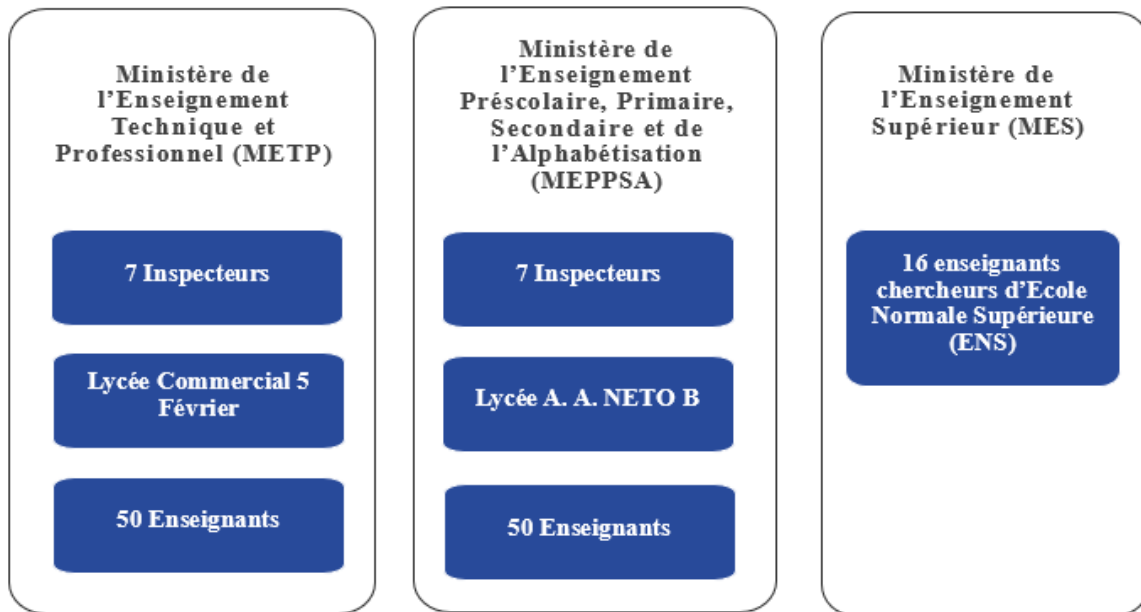 Ministère de
l’Enseignement
Technique et
Professionnel (METP)
7 Inspecteurs
Lycée Commercial 5
Février
50 Enseignants
Ministère de
l’Enseignement
Préscolaire, Primaire,
Secondaire et de
l’Alphabétisation
(MEPPSA)
7 Inspecteurs
Lycée A. A. NETO B
50 Enseignants
Ministère de
l’Enseignement
Supérieur (MES)
16 enseignants
chercheurs d’Ecole
Normale Supérieure
(ENS)